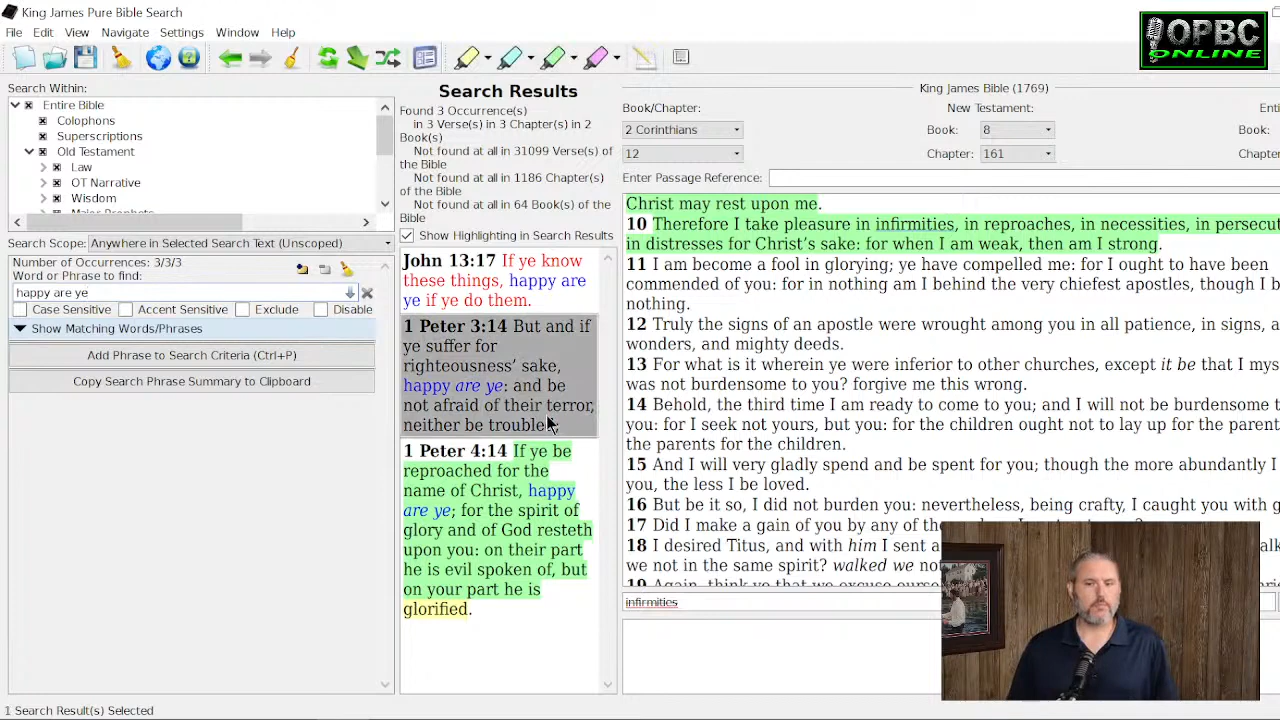 King James Pure Bible Search
OPBC
ONLINE
File Edit View Navigate Settings Window Help
Search Within:
Entire Bible
Colophons
Superscriptions
Old Testament
Law
OT Narrative
Wisdom
Search Scope: Anywhere in Selected Search Text (Unscoped)
Number of Occurrences: 3/3/3
Word or Phrase to find:
happy are ye
Case Sensitive Accent Sensitive Exclude Disable
Show Matching Words/Phrases
Add Phrase to Search Criteria (Ctrl+P)
Copy Search Phrase Summary to Clipboard
Search Results
Found 3 Occurrence(s)
in 3 Verse(s) in 3 Chapter(s) in 2
Book(s)
Not found at all in 31099 Verse(s) of
the Bible
Not found at all in 1186 Chapter(s)
of the Bible
Not found at all in 64 Book(s) of the
Bible
Show Highlighting in Search Results
John 13:17 If ye know
these things, happy are
ye if ye do them.
1 Peter 3:14 But and if
ye suffer for
righteousness’ sake,
happy are ye: and be
not afraid of their terror,
neither be troubled;
1 Peter 4:14 If ye be
reproached for the
name of Christ, happy
are ye; for the spirit of
glory and of God resteth
upon you: on their part
he is evil spoken of, but
on your part he is
glorified.
King James Bible (1769)
Book/Chapter: New Testament:
2 Corinthians Book: 8 Book:
12 Chapter: 161
Enter Passage Reference:
Christ may rest upon me.
10 Therefore I take pleasure in infirmities, in reproaches, in necessities, in
in distresses for Christ’s sake: for when I am weak, then am I strong.
11 I am become a fool in glorying; ye have compelled me: for I ought to have been
commended of you: for in nothing am I behind the very chiefest apostles, though I
nothing.
12 Truly the signs of an apostle were wrought among you in all patience, in signs,
wonders, and mighty deeds.
13 For what is it wherein ye were inferior to other churches, except it be that I
was not burdensome to you? forgive me this wrong.
14 Behold, the third time I am ready to come to you; and I will not be burdensome
you: for I seek not yours, but you: for the children ought not to lay up for the
the parents for the children.
15 And I will very gladly spend and be spent for you; though the more abundantly I
you, the less I be loved.
16 But be it so, I did not burden you: nevertheless, being crafty, I caught you with
17 Did I make a gain of you by any of
18 I desired Titus, and with him I sent
we not in the same spirit? walked we
19 Again, think ye that we excuse
infirmities
1 Search Result(s) Selected